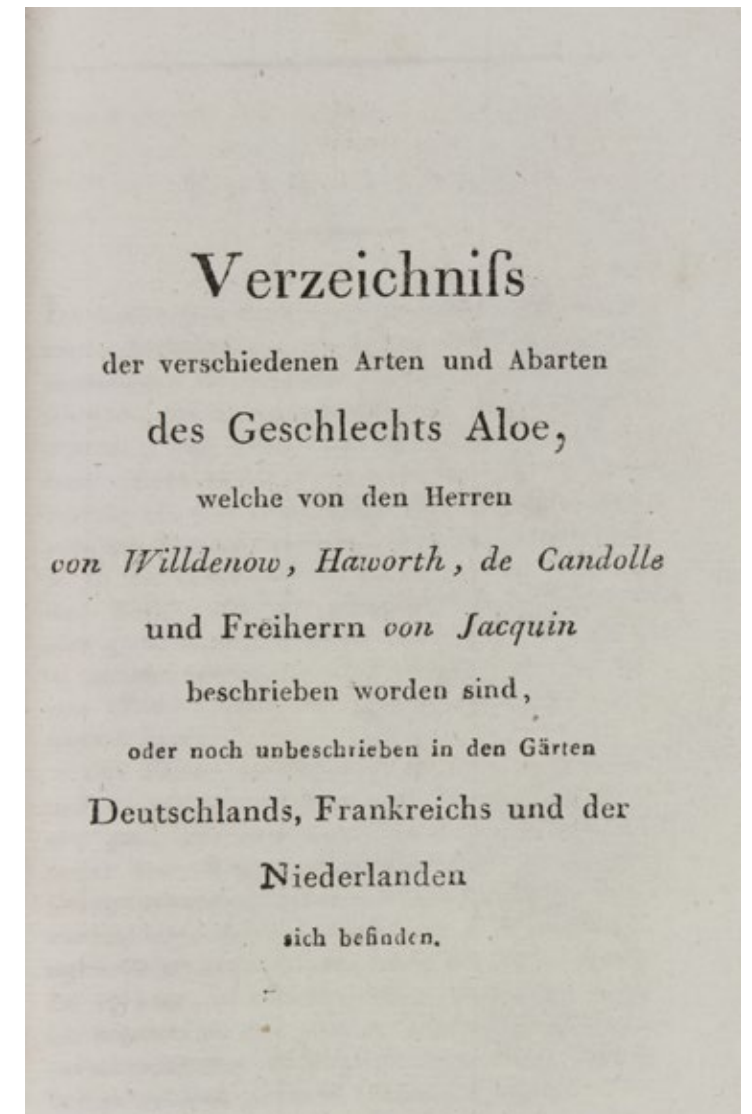 Verzeichniſs
der verschiedenen Arten und Abarten
des Geschlechts Aloe,
welche von den Herren
von Willdenow, Haworth, de Candolle
und Freiherrn von Jacquin
beschrieben worden sind,
oder noch unbeschrieben in den Gärten
Deutschlands, Frankreichs und der
Niederlanden
sich befinden.